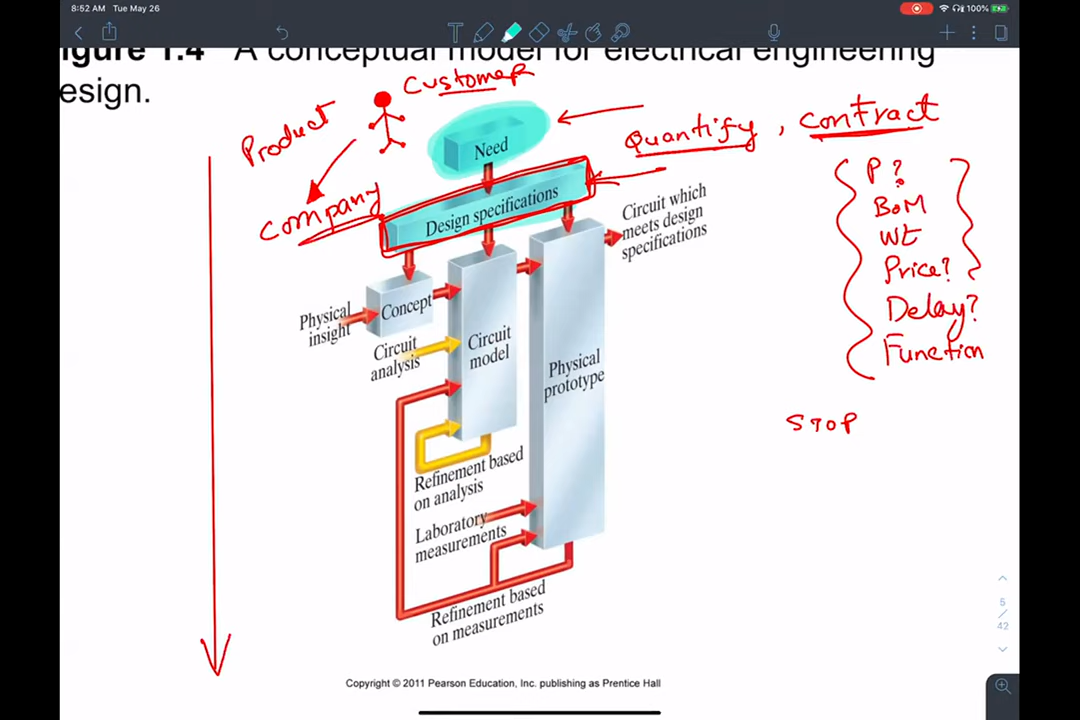 8:52 AM Tue May 26
100%
igure 1.4 A conceptual model for electrical engineering
esign.
Customer
Product
Need
Quantify, contract
company
Design specifications
Circuit which
meets design
specifications
P?
BoM
Wt
Price?
Delay?
Function
STOP
Physical
insight
Concept
Circuit
analysis
Circuit
model
Physical
prototype
Refinement based
on analysis
Laboratory
measurements
Refinement based
on measurements
5
/
42
Copyright © 2011 Pearson Education, Inc. publishing as Prentice Hall